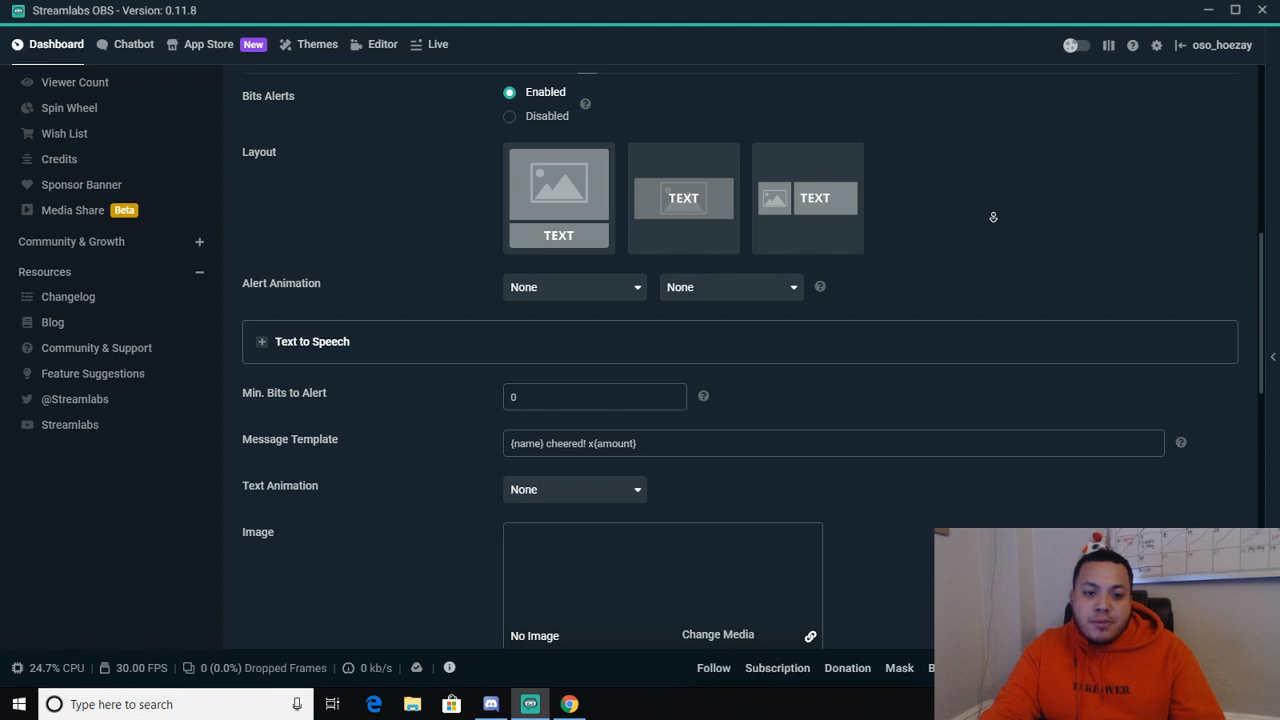 Streamlabs OBS - Version: 0.11.8
Dashboard
Chatbot
App Store New
Themes
Editor
Live
oso_hoezay
Viewer Count
Spin Wheel
Wish List
Credits
Sponsor Banner
Media Share Beta
Community & Growth
Resources
Changelog
Blog
Community & Support
Feature Suggestions
@Streamlabs
Streamlabs
Bits Alerts
Enabled
Disabled
Layout
TEXT
TEXT
TEXT
Alert Animation
None
None
Text to Speech
Min. Bits to Alert
0
Message Template
{name} cheered! x{amount}
Text Animation
None
Image
No Image
Change Media
24.7% CPU
30.00 FPS
0 (0.0%) Dropped Frames
0 kb/s
Follow
Subscription
Donation
Mask
B
Type here to search